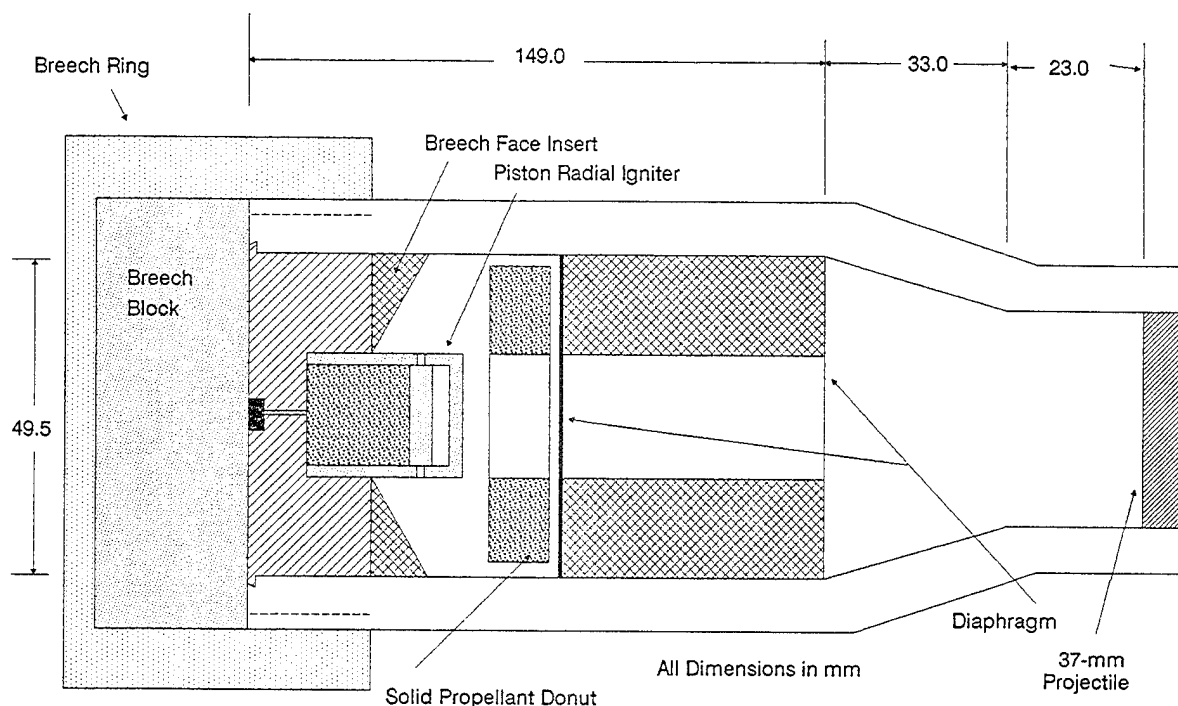 149.0
33.0
23.0
Breech Ring
Breech Face Insert
Piston Radial Igniter
Breech
Block
49.5
Diaphragm
All Dimensions in mm
37-mm
Projectile
Solid Propellant Donut